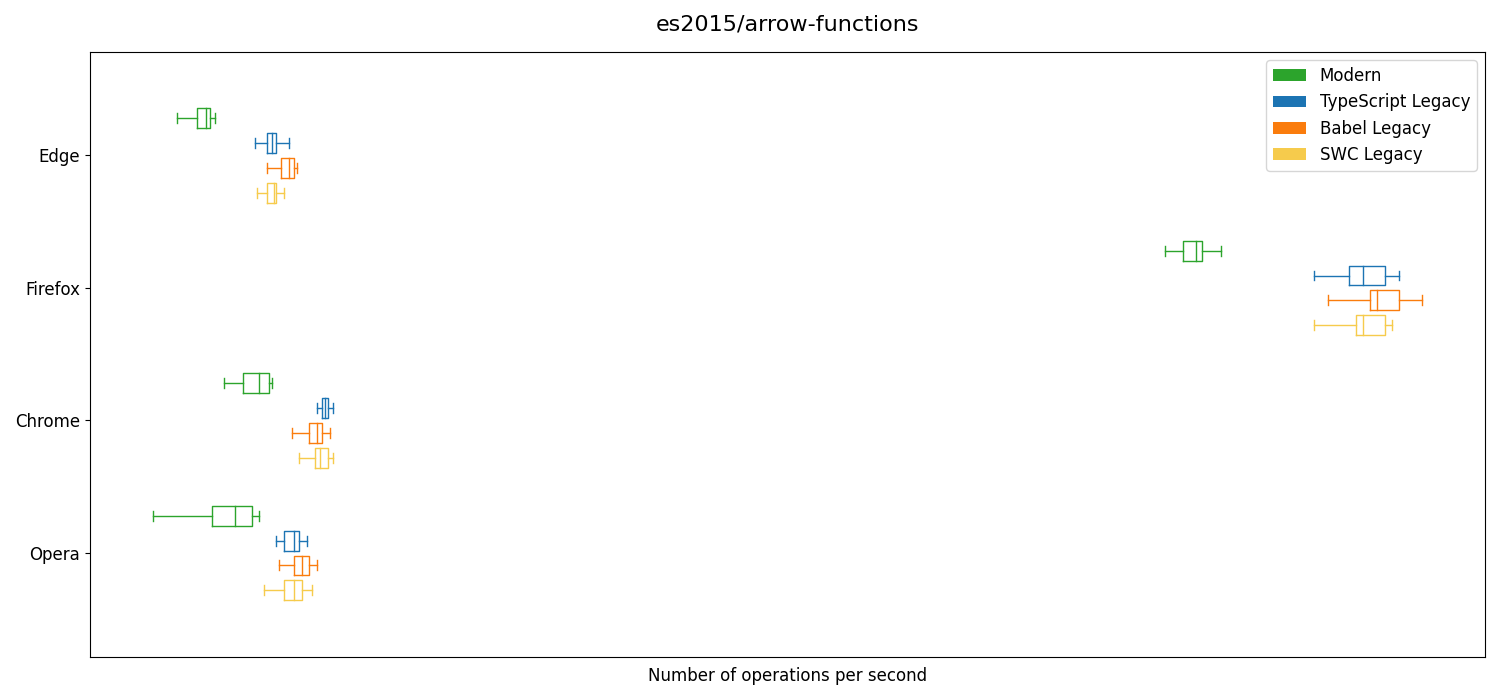 es2015/arrow-functions
Modern
TypeScript Legacy
Babel Legacy
SWC Legacy
Edge
Firefox
Chrome
Opera
Number of operations per second